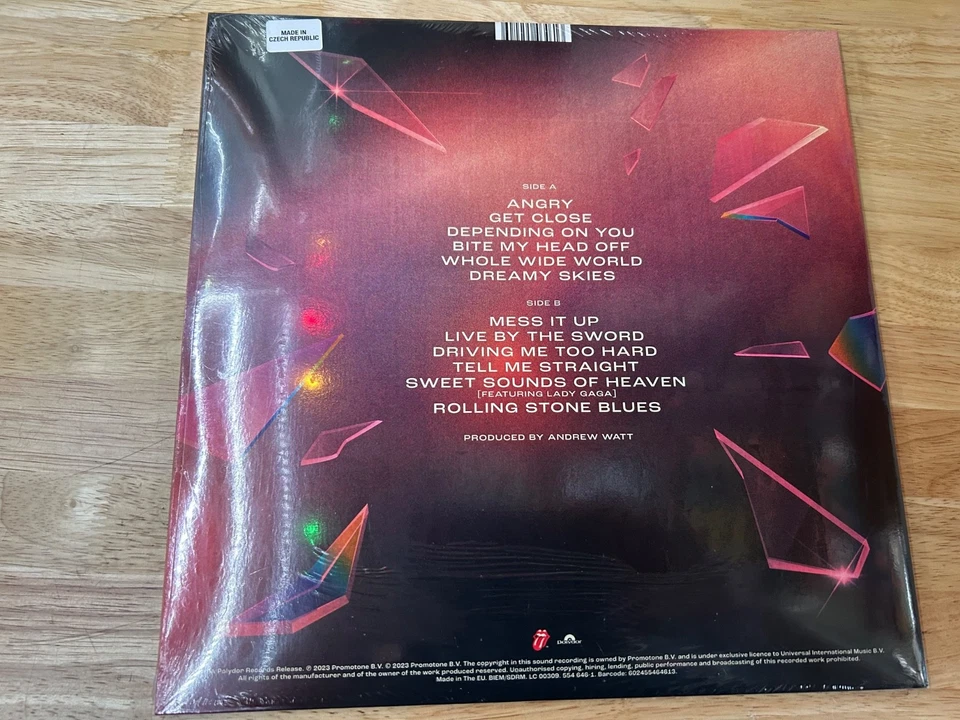 MADE IN
CZECH REPUBLIC
SIDE A
ANGRY
GET CLOSE
DEPENDING ON YOU
BITE MY HEAD OFF
WHOLE WIDE WORLD
DREAMY SKIES
SIDE B
MESS IT UP
LIVE BY THE SWORD
DRIVING ME TOO HARD
TELL ME STRAIGHT
SWEET SOUNDS OF HEAVEN
[FEATURING LADY GAGA]
ROLLING STONE BLUES
PRODUCED BY ANDREW WATT
polydor
Polydor Records Release. ℗ 2023 Promotone B.V. © 2023 Promotone B.V. The copyright in this sound recording is owned by Promotone B.V. and is under exclusive licence to Universal International Music B.V.
All rights of the manufacturer and of the owner of the work produced reserved. Unauthorised copying, hiring, lending, public performance and broadcasting of this recorded work prohibited.
Made in The EU. BIEM/SDRM. LC 00309. 554 646-1. Barcode: 602455464613.